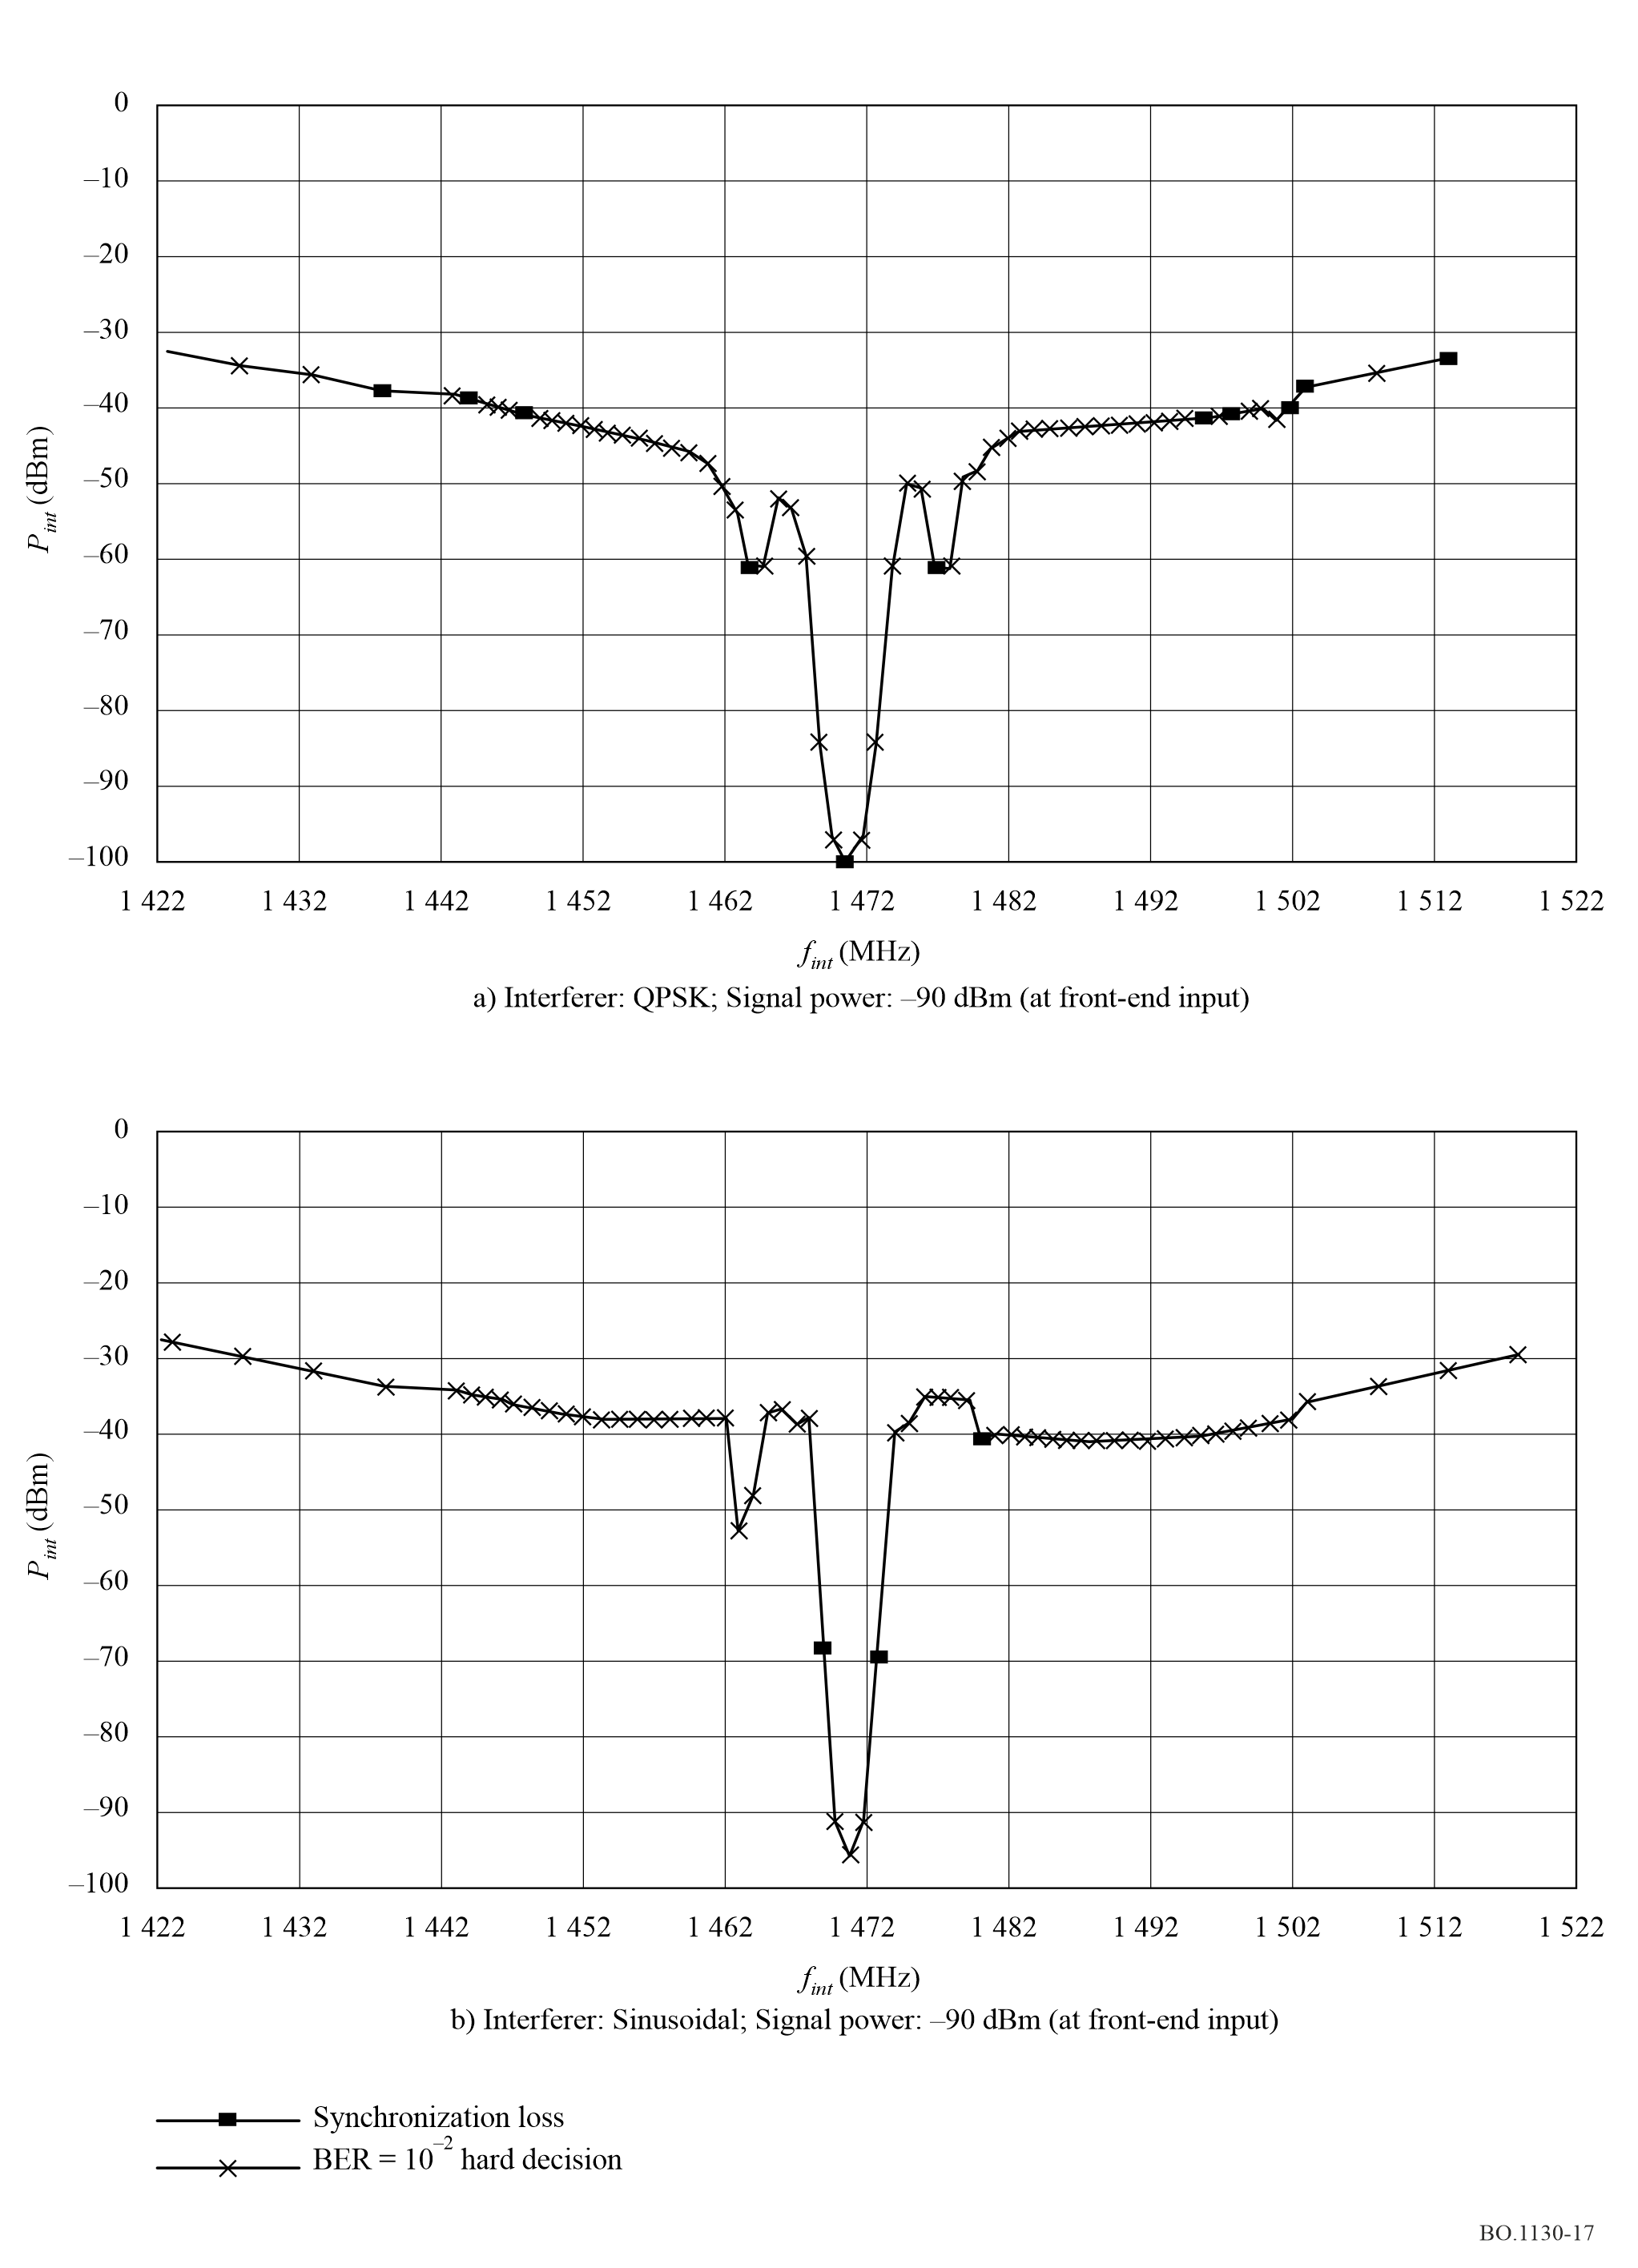 0
–10
–20
–30
–40
–50
–60
–70
–80
–90
–100
P int (dBm)
1 422 1 432 1 442 1 452 1 462 1 472 1 482 1 492 1 502 1 512 1 522
f int (MHz)
a) Interferer: QPSK; Signal power: –90 dBm (at front-end input)
0
–10
–20
–30
–40
–50
–60
–70
–80
–90
–100
P int (dBm)
1 422 1 432 1 442 1 452 1 462 1 472 1 482 1 492 1 502 1 512 1 522
f int (MHz)
b) Interferer: Sinusoidal; Signal power: –90 dBm (at front-end input)
Synchronization loss
BER = 10–2 hard decision
BO.1130-17